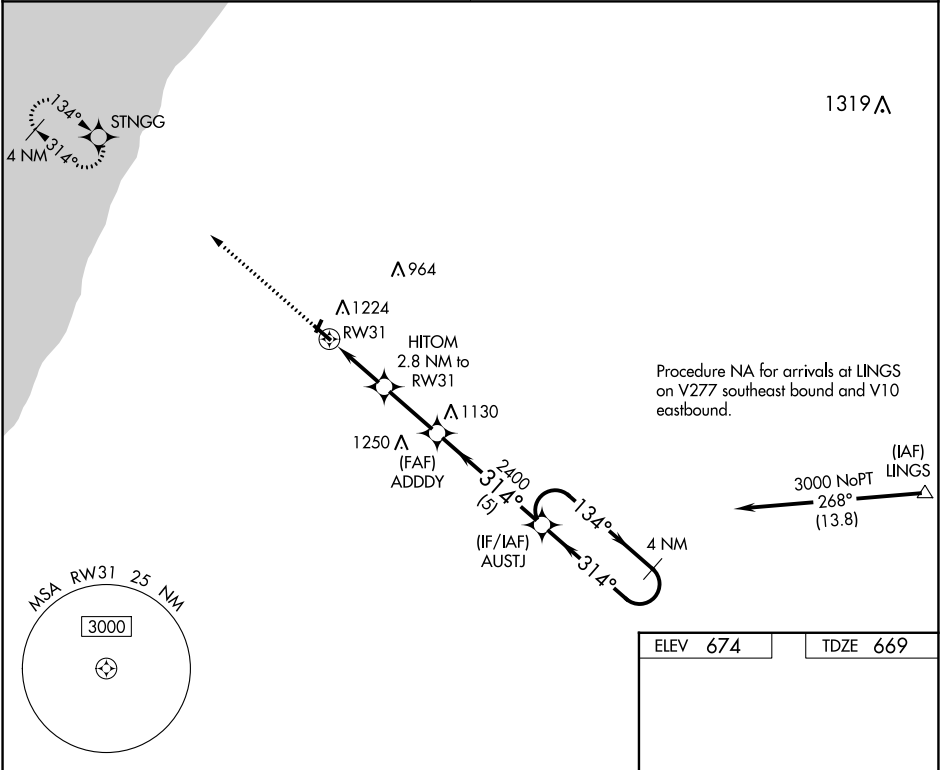 1319
134°
STNGG
4 NM
314°
964
1224
RW31
HITOM
2.8 NM to
RW31
Procedure NA for arrivals at LINGS
on V277 southeast bound and V10
eastbound.
1130
1250
(FAF)
ADDDY
(IAF)
LINGS
3000 NoPT
268°
(13.8)
2400
314°
(5)
134°
(IF/IAF)
AUSTJ
4 NM
314°
MSA RW31 25 NM
3000
ELEV 674
TDZE 669